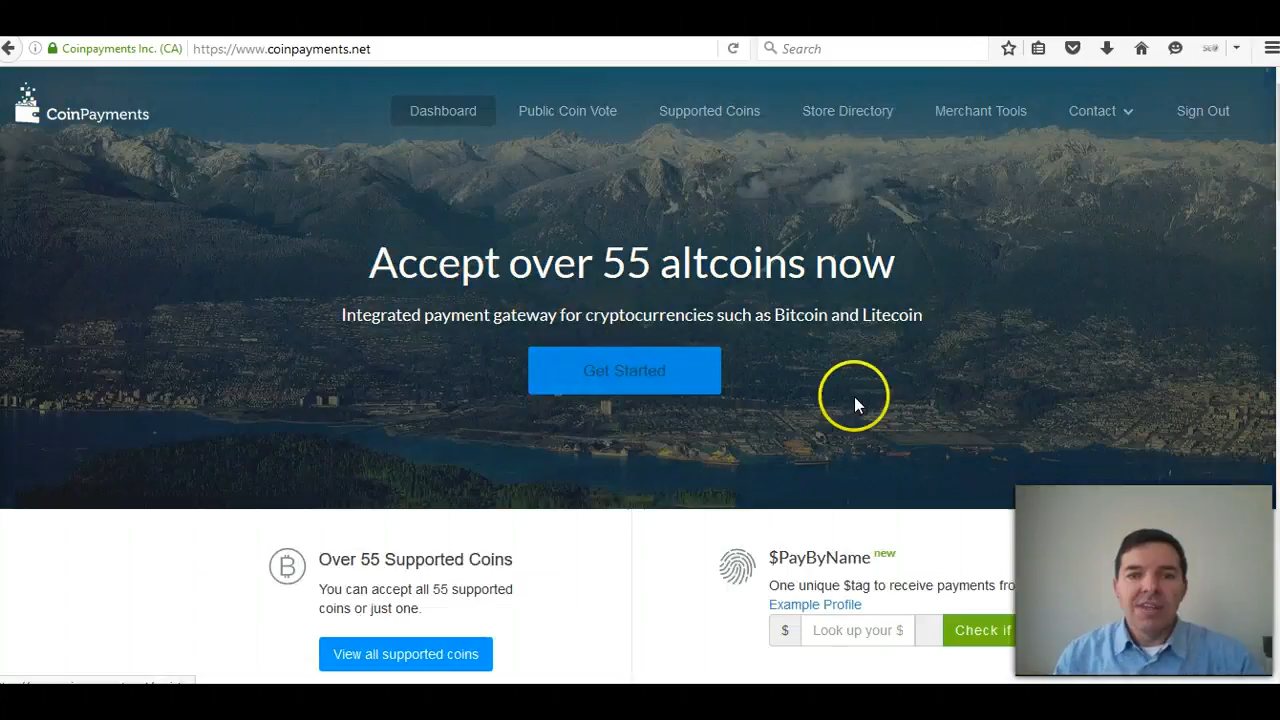 Coinpayments Inc. (CA)
https://www.coinpayments.net
Search
CoinPayments
Dashboard
Public Coin Vote
Supported Coins
Store Directory
Merchant Tools
Contact
Sign Out
Accept over 55 altcoins now
Integrated payment gateway for cryptocurrencies such as Bitcoin and Litecoin
Get Started
Over 55 Supported Coins
You can accept all 55 supported
coins or just one.
View all supported coins
$PayByName new
One unique $tag to receive payments
Example Profile
$ Look up your $
Check if